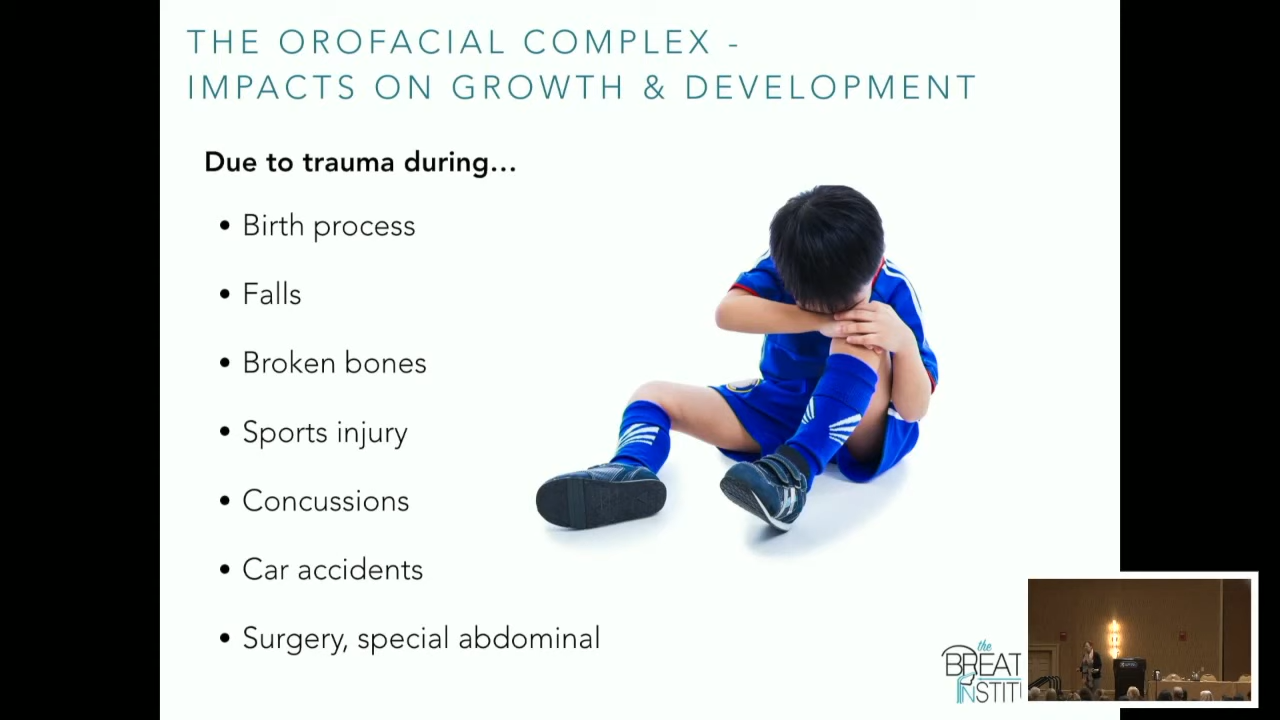 THE OROFACIAL COMPLEX -
IMPACTS ON GROWTH & DEVELOPMENT
Due to trauma during...
• Birth process
• Falls
• Broken bones
• Sports injury
• Concussions
• Car accidents
• Surgery, special abdominal
the
BREAT
INSTIT